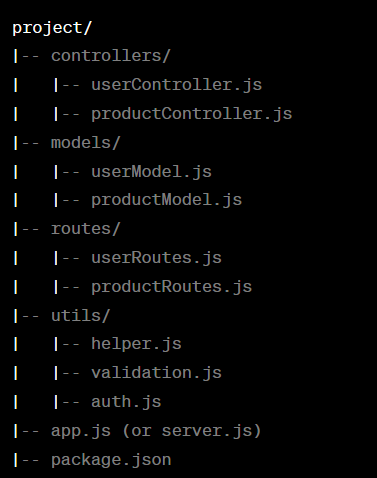 project/
|-- controllers/
|   |-- userController.js
|   |-- productController.js
|-- models/
|   |-- userModel.js
|   |-- productModel.js
|-- routes/
|   |-- userRoutes.js
|   |-- productRoutes.js
|-- utils/
|   |-- helper.js
|   |-- validation.js
|   |-- auth.js
|-- app.js (or server.js)
|-- package.json